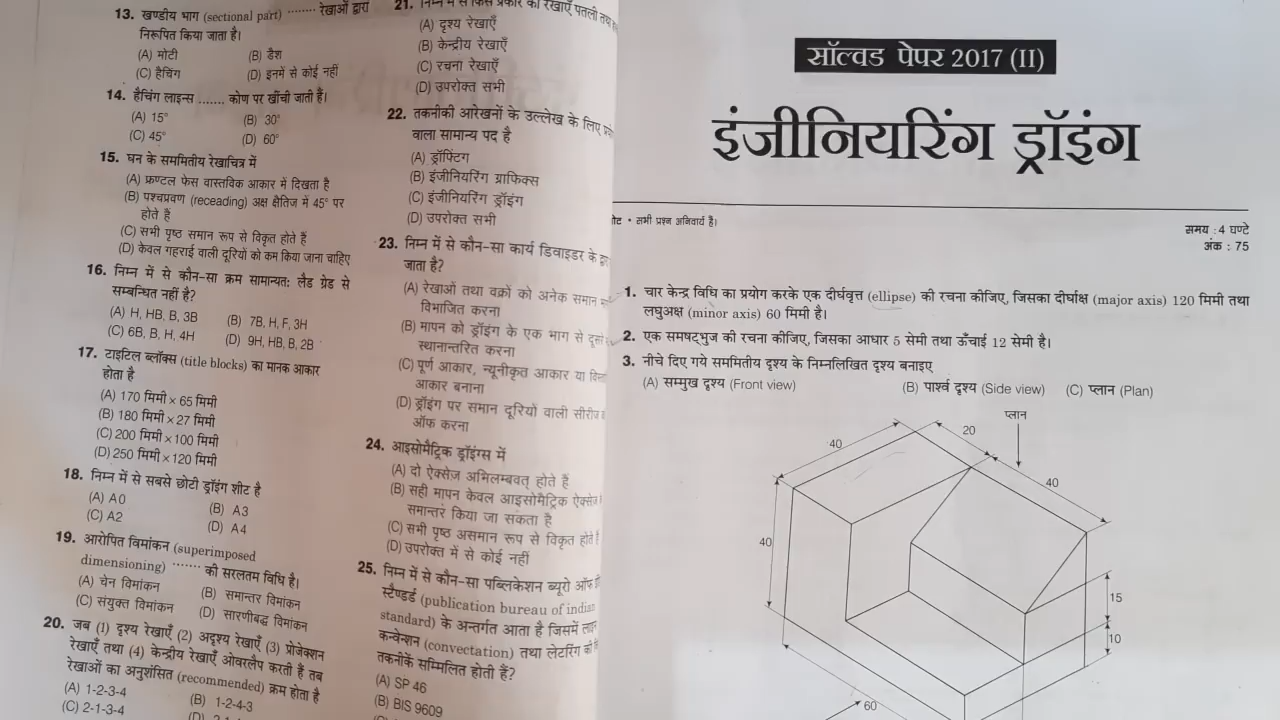 13. खण्डीय भाग (sectional part) ........ रेखाओं द्वारा
निरूपित किया जाता है।
(A) मोटी (B) डैश
(C) हैचिंग (D) इनमें से कोई नहीं
14. हैचिंग लाइन्स ....... कोण पर खींची जाती हैं।
(A) 15° (B) 30°
(C) 45° (D) 60°
15. घन के सममितीय रेखाचित्र में
(A) फ्रण्टल फेस वास्तविक आकार में दिखता है
(B) पश्चप्रवण (receading) अक्ष क्षैतिज में 45° पर
होते हैं
(C) सभी पृष्ठ समान रूप से विकृत होते हैं
(D) केवल गहराई वाली दूरियों को कम किया जाना चाहिए
16. निम्न में से कौन-सा क्रम सामान्यतः लैड ग्रेड से
सम्बन्धित नहीं है?
(A) H, HB, B, 3B (B) 7B, H, F, 3H
(C) 6B, B, H, 4H (D) 9H, HB, B, 2B
17. टाइटिल ब्लॉक्स (title blocks) का मानक आकार
होता है
(A) 170 मिमी × 65 मिमी
(B) 180 मिमी × 27 मिमी
(C) 200 मिमी × 100 मिमी
(D) 250 मिमी × 120 मिमी
18. निम्न में से सबसे छोटी ड्रॉइंग शीट है
(A) A0 (B) A3
(C) A2 (D) A4
19. आरोपित विमांकन (superimposed
dimensioning) ....... की सरलतम विधि है।
(A) चेन विमांकन (B) समान्तर विमांकन
(C) संयुक्त विमांकन (D) सारणीबद्ध विमांकन
20. जब (1) दृश्य रेखाएँ (2) अदृश्य रेखाएँ (3) प्रोजेक्शन
रेखाएँ तथा (4) केन्द्रीय रेखाएँ ओवरलैप करती हैं तब
रेखाओं का अनुशंसित (recommended) क्रम होता है
(A) 1-2-3-4 (B) 1-2-4-3
(C) 2-1-3-4
21. निम्न में से किस प्रकार की रेखाएँ पतली
(A) दृश्य रेखाएँ
(B) केन्द्रीय रेखाएँ
(C) रचना रेखाएँ
(D) उपरोक्त सभी
22. तकनीकी आरेखनों के उल्लेख के लिए
वाला सामान्य पद है
(A) ड्रॉफ्टिंग
(B) इंजीनियरिंग ग्राफिक्स
(C) इंजीनियरिंग ड्रॉइंग
(D) उपरोक्त सभी
23. निम्न में से कौन-सा कार्य डिवाइडर के
जाता है?
(A) रेखाओं तथा वक्रों को अनेक समान
विभाजित करना
(B) मापन को ड्रॉइंग के एक भाग से
स्थानान्तरित करना
(C) पूर्ण आकार, न्यूनीकृत आकार या
आकार बनाना
(D) ड्रॉइंग पर समान दूरियों वाली सीरीज
ऑफ करना
24. आइसोमैट्रिक ड्रॉइंग्स में
(A) दो ऐक्सेज़ अभिलम्बवत् होते हैं
(B) सही मापन केवल आइसोमैट्रिक ऐक्सेज़
समान्तर किया जा सकता है
(C) सभी पृष्ठ असमान रूप से विकृत होते
(D) उपरोक्त में से कोई नहीं
25. निम्न में से कौन-सा पब्लिकेशन ब्यूरो ऑफ
स्टैण्डर्ड (publication bureau of indian
standard) के अन्तर्गत आता है जिसमें
कन्वेन्शन (convectation) तथा लेटरिंग की
तकनीकें सम्मिलित होती हैं?
(A) SP 46
(B) BIS 9609
सॉल्वड पेपर 2017 (II)
इंजीनियरिंग ड्रॉइंग
• सभी प्रश्न अनिवार्य हैं।
समय : 4 घण्टे
अंक : 75
1. चार केन्द्र विधि का प्रयोग करके एक दीर्घवृत्त (ellipse) की रचना कीजिए, जिसका दीर्घाक्ष (major axis) 120 मिमी तथा
लघुअक्ष (minor axis) 60 मिमी है।
2. एक समषट्भुज की रचना कीजिए, जिसका आधार 5 सेमी तथा ऊँचाई 12 सेमी है।
3. नीचे दिए गये सममितीय दृश्य के निम्नलिखित दृश्य बनाइए
(A) सम्मुख दृश्य (Front view) (B) पार्श्व दृश्य (Side view) (C) प्लान (Plan)
प्लान
40
20
40
40
15
10
60